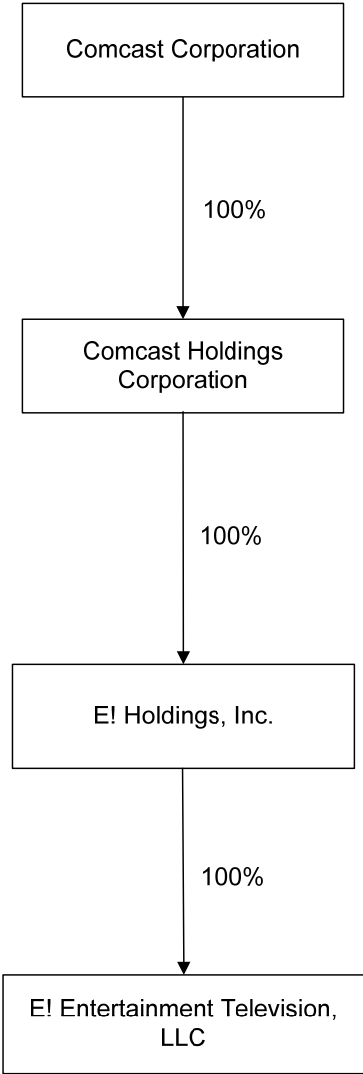 Comcast Corporation
100%
Comcast Holdings
Corporation
100%
E! Holdings, Inc.
100%
E! Entertainment Television,
LLC